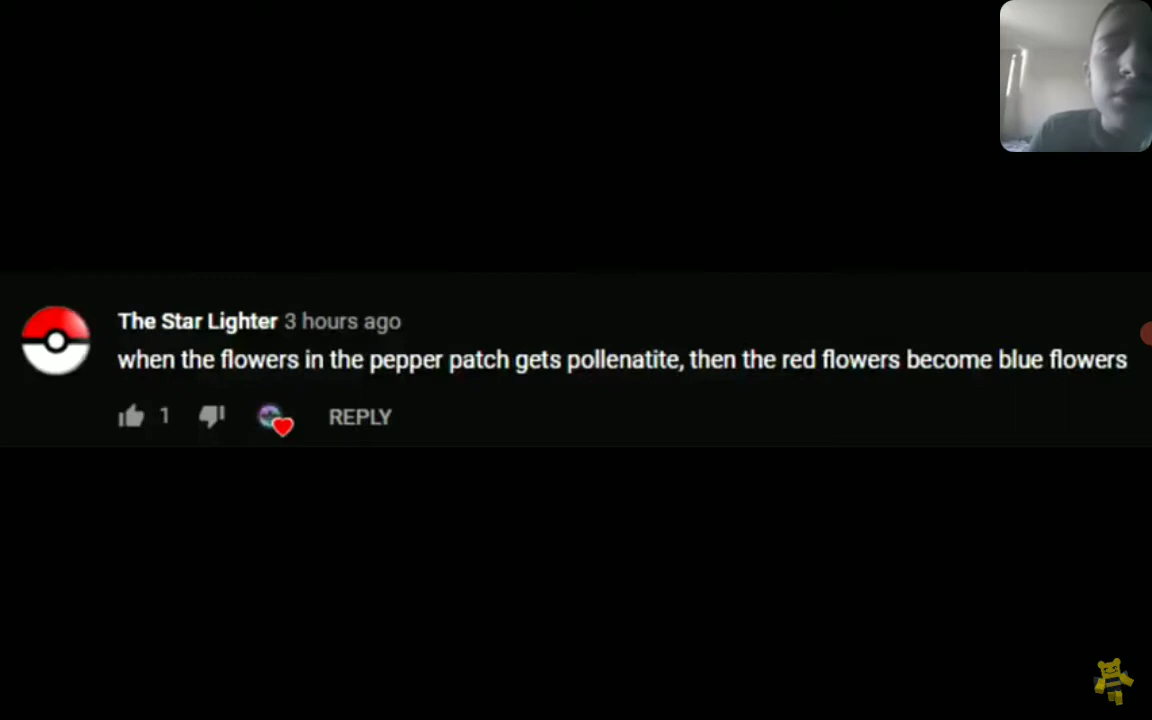 The Star Lighter 3 hours ago
when the flowers in the pepper patch gets pollenatite, then the red flowers become blue flowers
1 REPLY